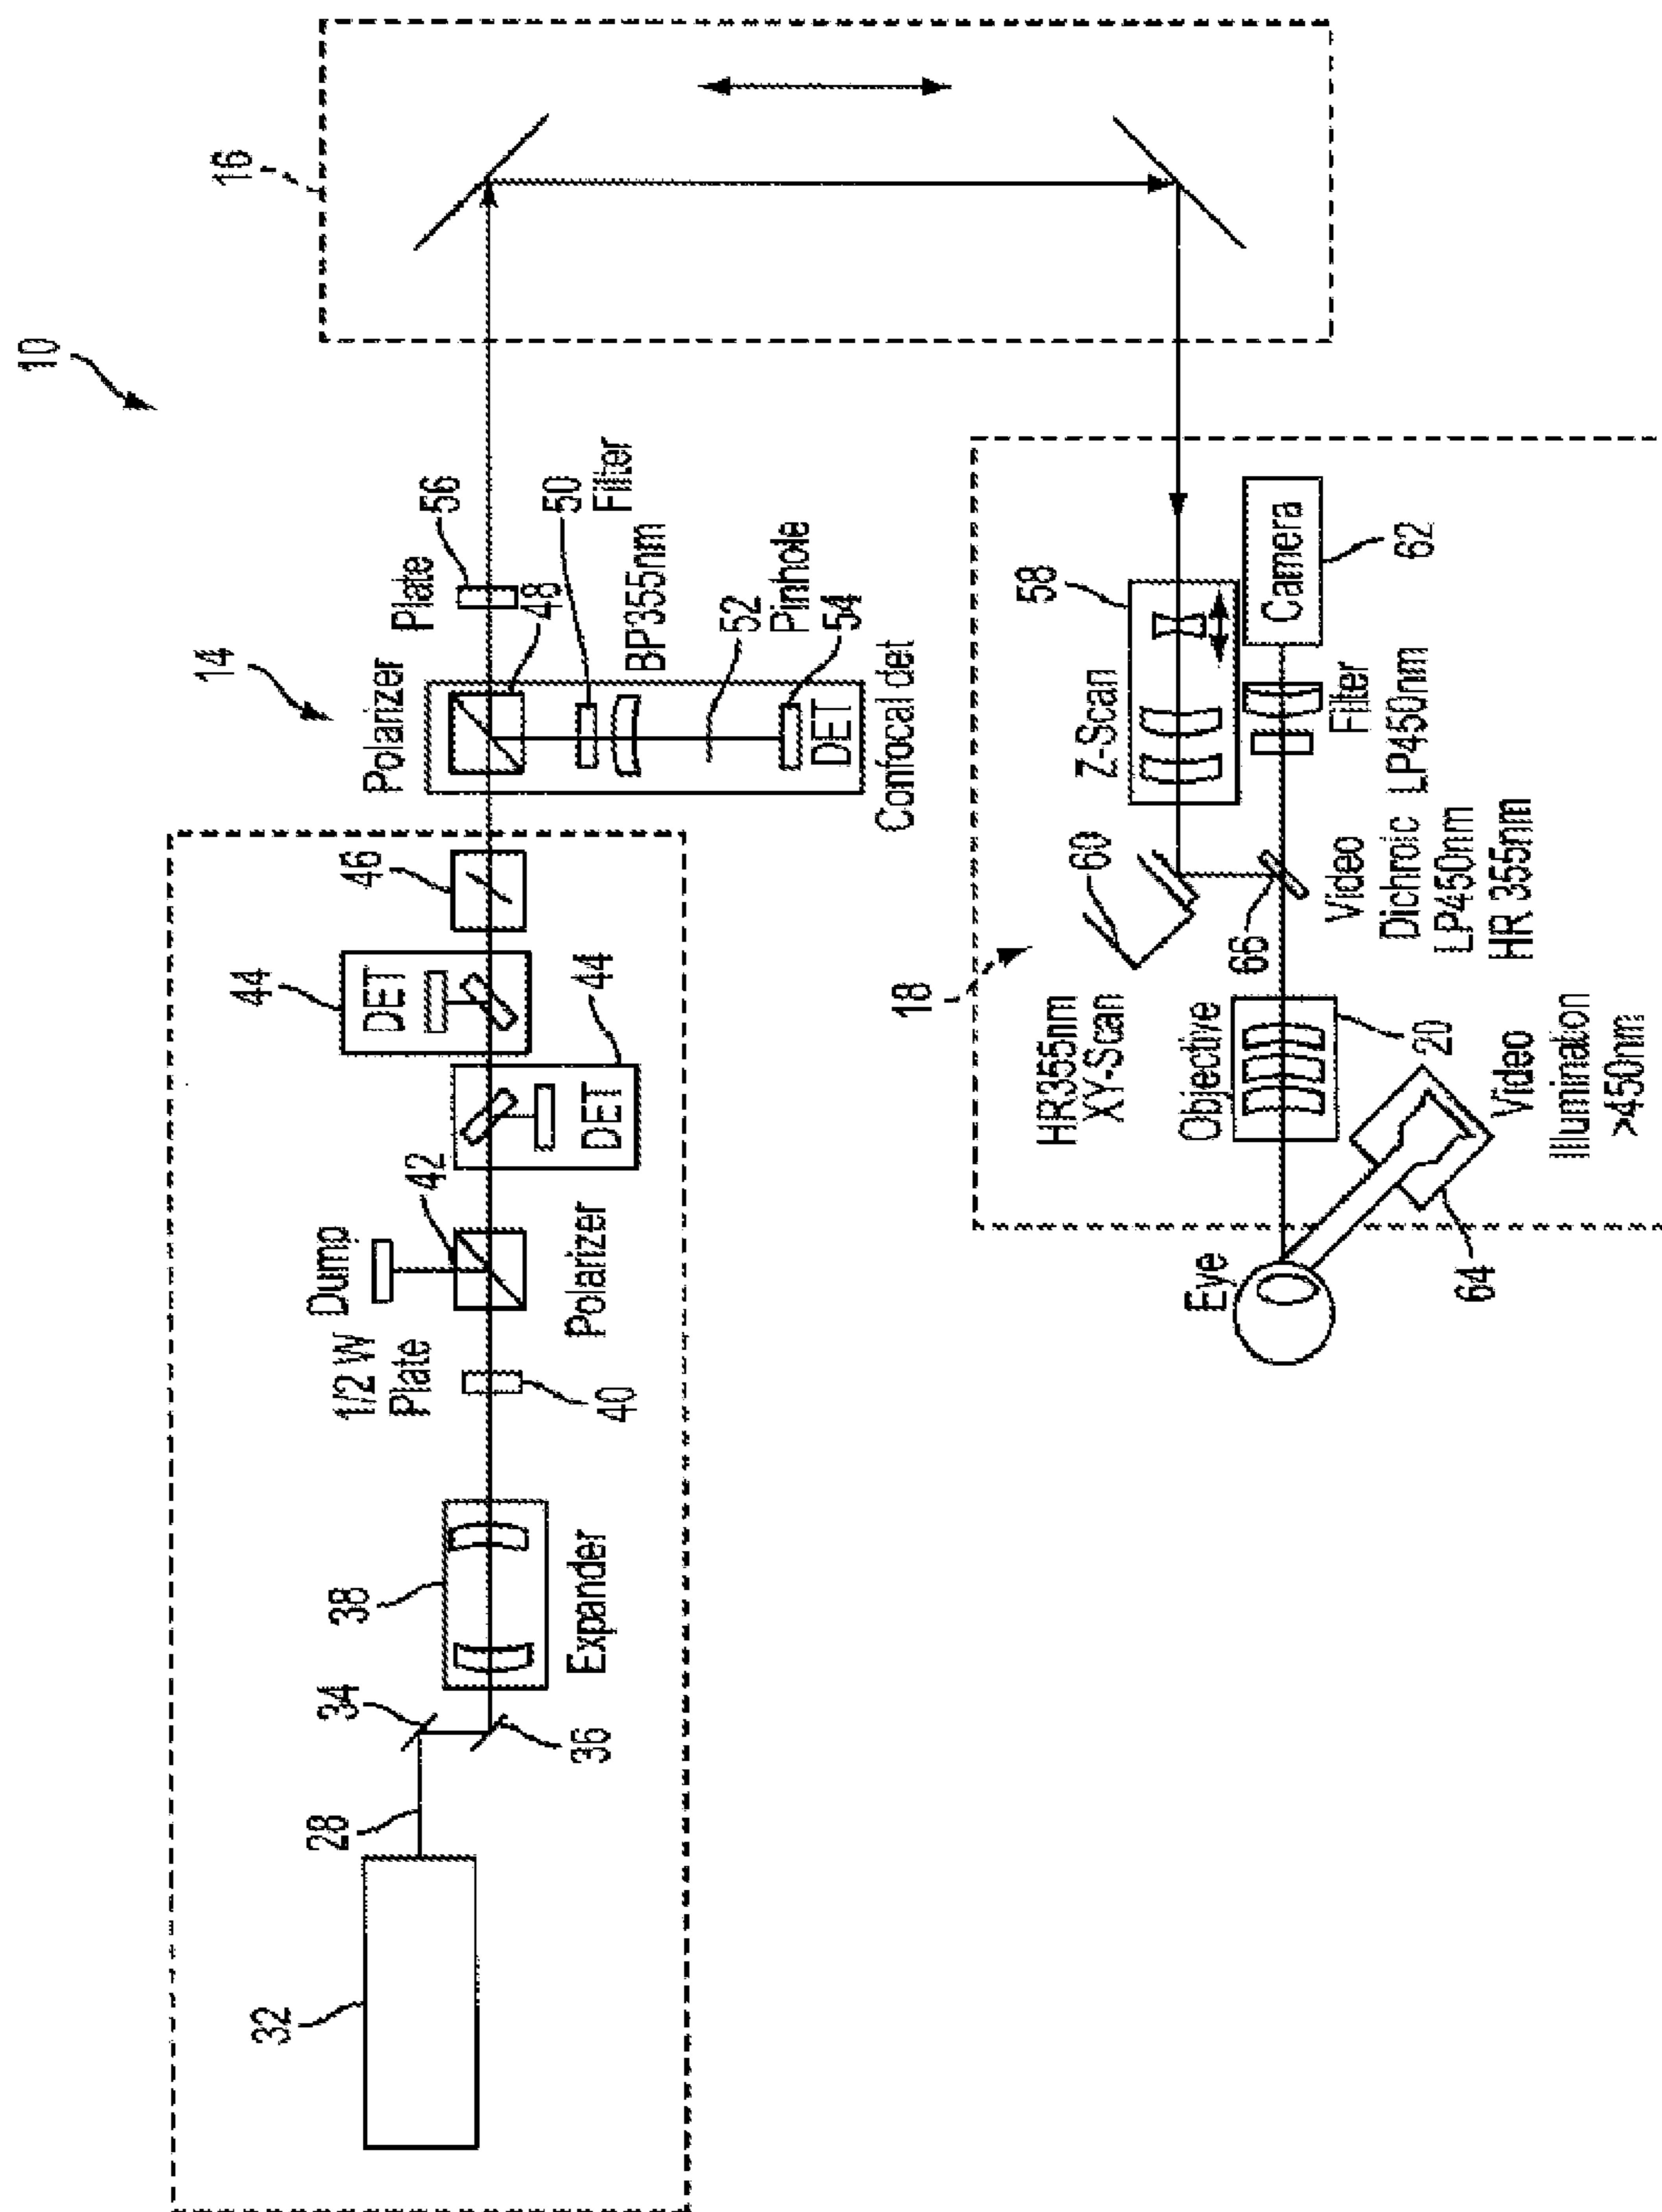 10
16
14
Plate
56
Polarizer
48
50
Filter
BP355nm
52
Pinhole
54
DET
Confocal det
46
44
DET
44
DET
42
Dump
Polarizer
1/2 W
Plate
40
38
Expander
34
36
28
32
18
58
Z-Scan
Camera
62
Filter
LP450nm
60
HR355nm
XY-Scan
66
Video
Dichroic
LP450nm
HR 355nm
Objective
20
Eye
64
Video
Illumination
>450nm